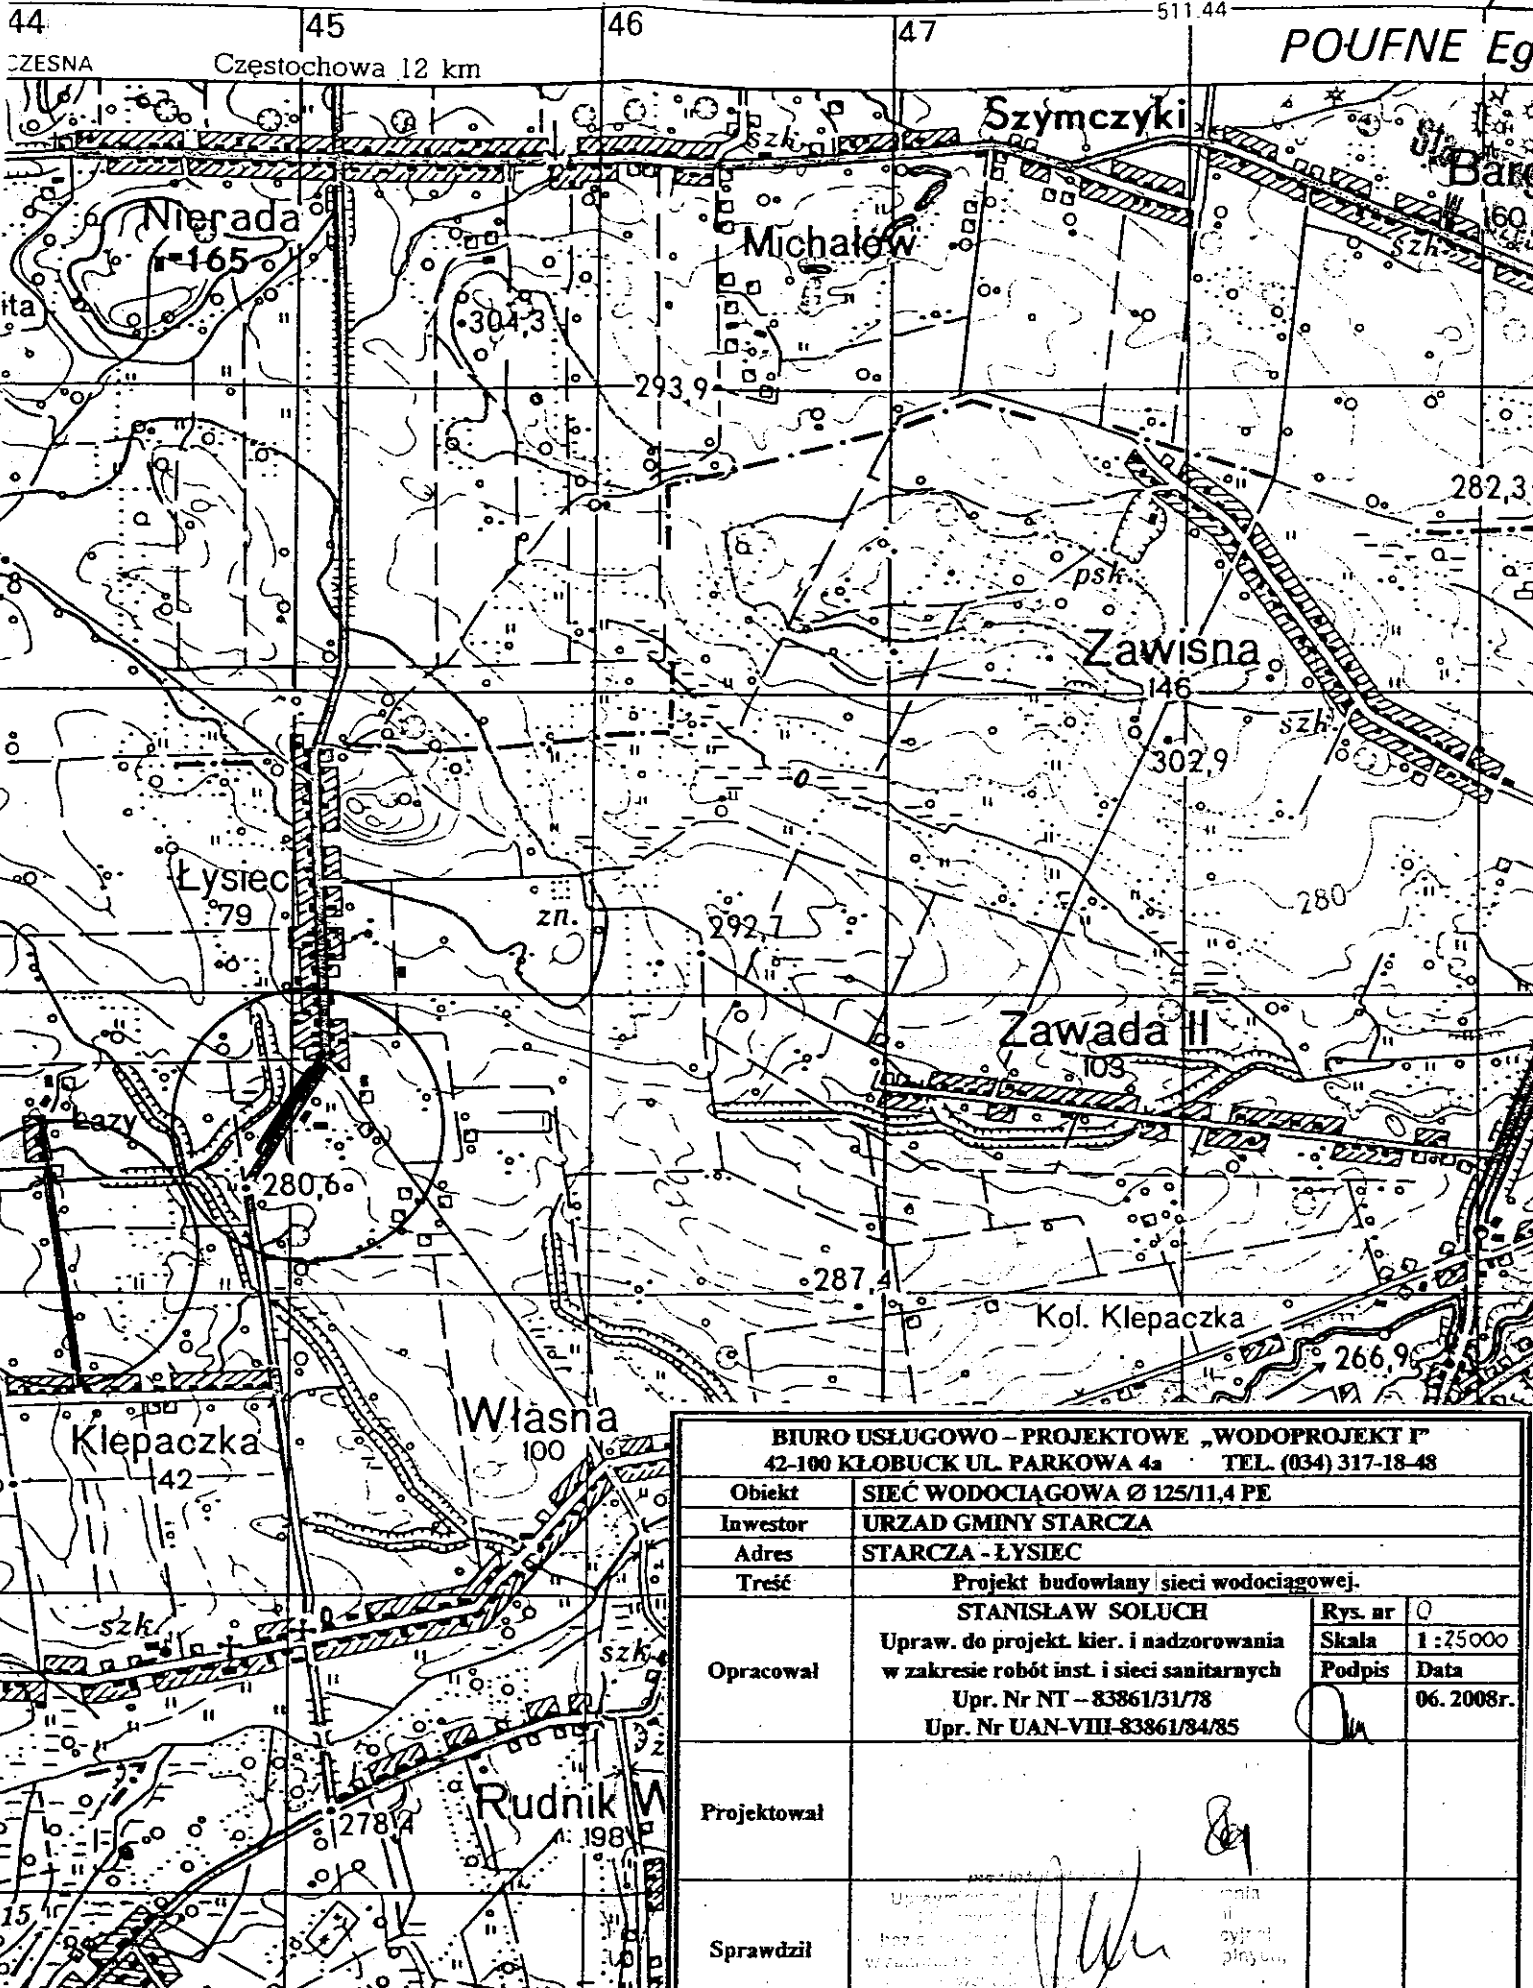 44
45
46
47
511.44
POUFNE Eg
CZESNA
Częstochowa 12 km
Szymczyki
szk
Nierada
165
Michałów
60
szk
304,3
293,9
282,3
psk.
8
Zawisna
146
szk
302,9
Łysiec
79
280
zn.
292,7
Zawada II
103
Łazy
280,6
287,4
Kol. Klepaczka
266,9
Własna
100
Klepaczka
42
szk.
szk
Rudnik W
198
278,4
15
BIURO USŁUGOWO – PROJEKTOWE „WODOPROJEKT I"
42-100 KŁOBUCK UL. PARKOWA 4a TEL. (034) 317-18-48
Obiekt SIEĆ WODOCIĄGOWA Ø 125/11,4 PE
Inwestor URZAD GMINY STARCZA
Adres STARCZA - ŁYSIEC
Treść Projekt budowlany sieci wodociągowej.
Opracował
STANISŁAW SOLUCH
Upraw. do projekt. kier. i nadzorowania
w zakresie robót inst. i sieci sanitarnych
Upr. Nr NT – 83861/31/78
Upr. Nr UAN-VIII-83861/84/85
Rys. nr 0
Skala 1 : 25000
Podpis Data
06. 2008r.
Projektował
Sprawdził